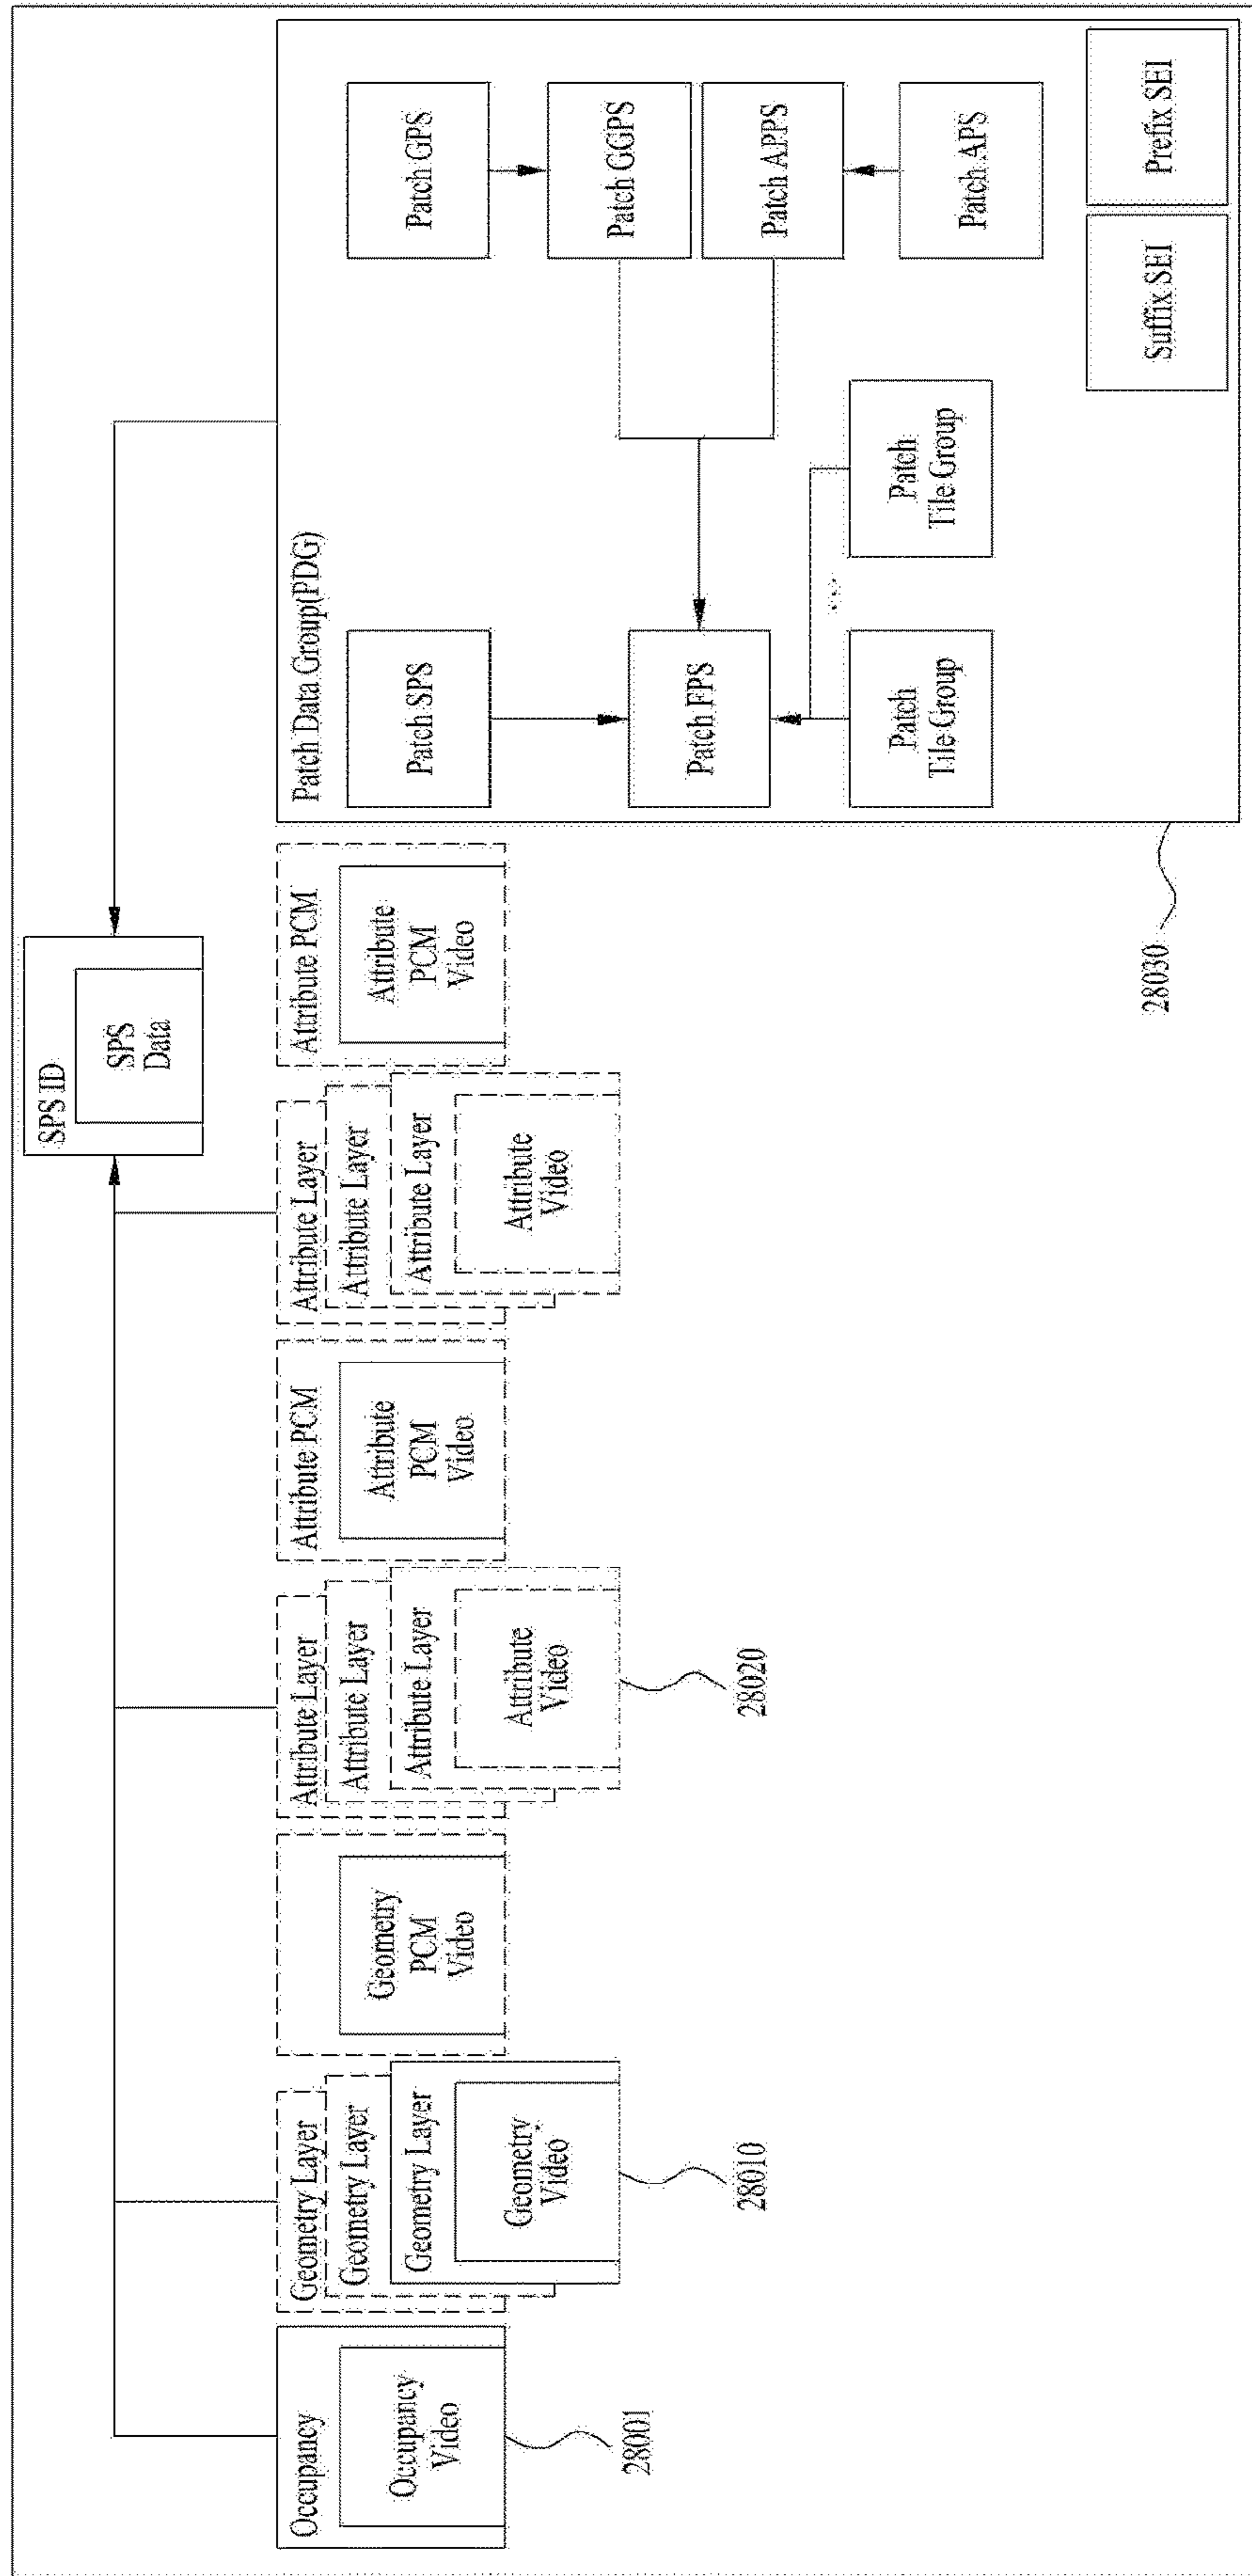 SPS ID
SPS
Data
Occupancy
Occupancy
Video
28001
Geometry Layer
Geometry Layer
Geometry Layer
Geometry
Video
28010
Geometry
PCM
Video
Attribute Layer
Attribute Layer
Attribute Layer
Attribute
Video
28020
Attribute PCM
Attribute
PCM
Video
Attribute Layer
Attribute Layer
Attribute Layer
Attribute
Video
Attribute PCM
Attribute
PCM
Video
Patch Data Group(PDG)
Patch SPS
Patch GPS
Patch FPS
Patch GGPS
Patch APPS
Patch Tile Group
Patch Tile Group
Patch APS
Suffix SEI
Prefix SEI
28030